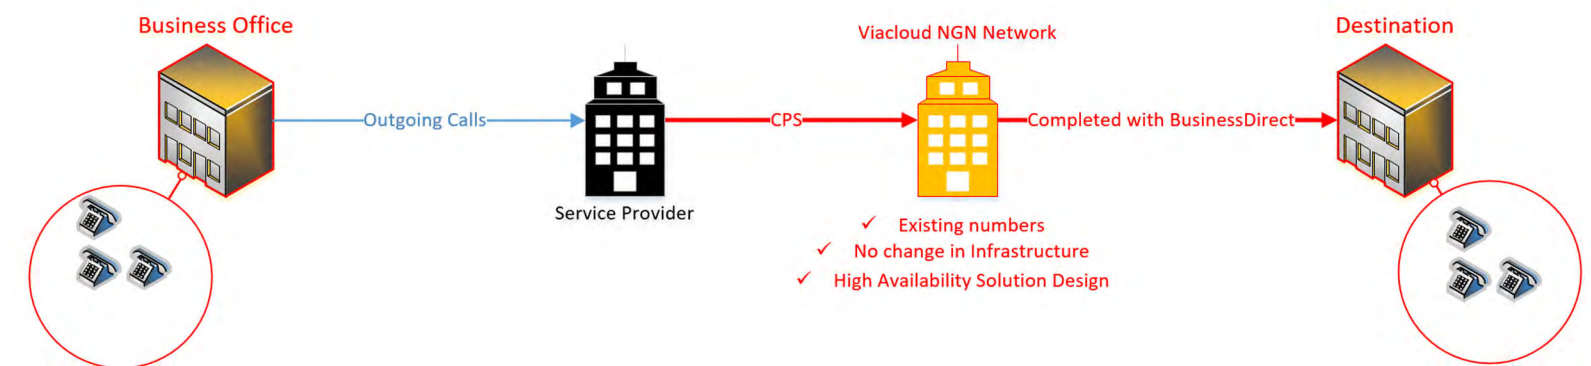 Business Office
Viacloud NGN Network
Destination
Outgoing Calls
CPS
Completed with BusinessDirect
Service Provider
✓ Existing numbers
✓ No change in Infrastructure
✓ High Availability Solution Design